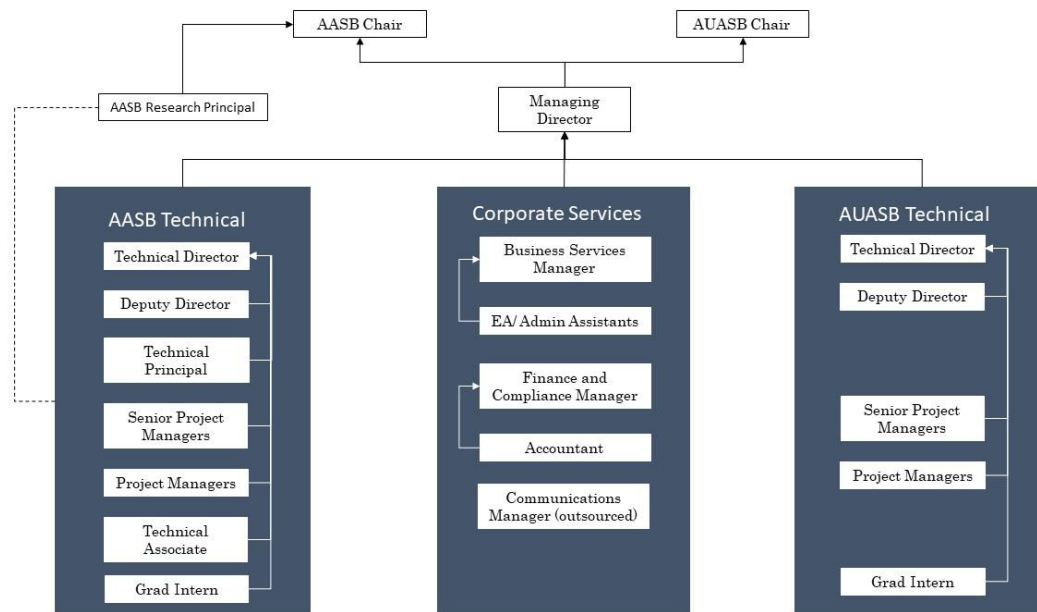 AASB Chair
AUASB Chair
AASB Research Principal
Managing
Director
AASB Technical
Technical Director
Deputy Director
Technical
Principal
Senior Project
Managers
Project Managers
Technical
Associate
Grad Intern
Corporate Services
Business Services
Manager
EA/ Admin Assistants
Finance and
Compliance Manager
Accountant
Communications
Manager (outsourced)
AUASB Technical
Technical Director
Deputy Director
Senior Project
Managers
Project Managers
Grad Intern